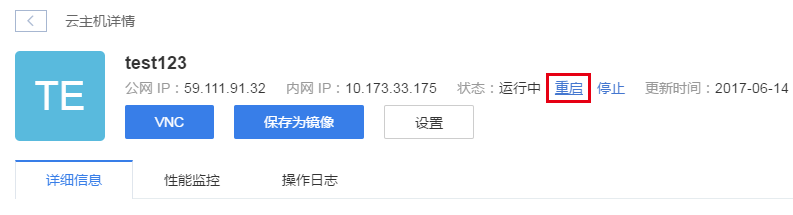 云主机详情
TE
test123
公网 IP：59.111.91.32 内网 IP：10.173.33.175 状态：运行中 重启 停止 更新时间：2017-06-14
VNC 保存为镜像 设置
详细信息 性能监控 操作日志